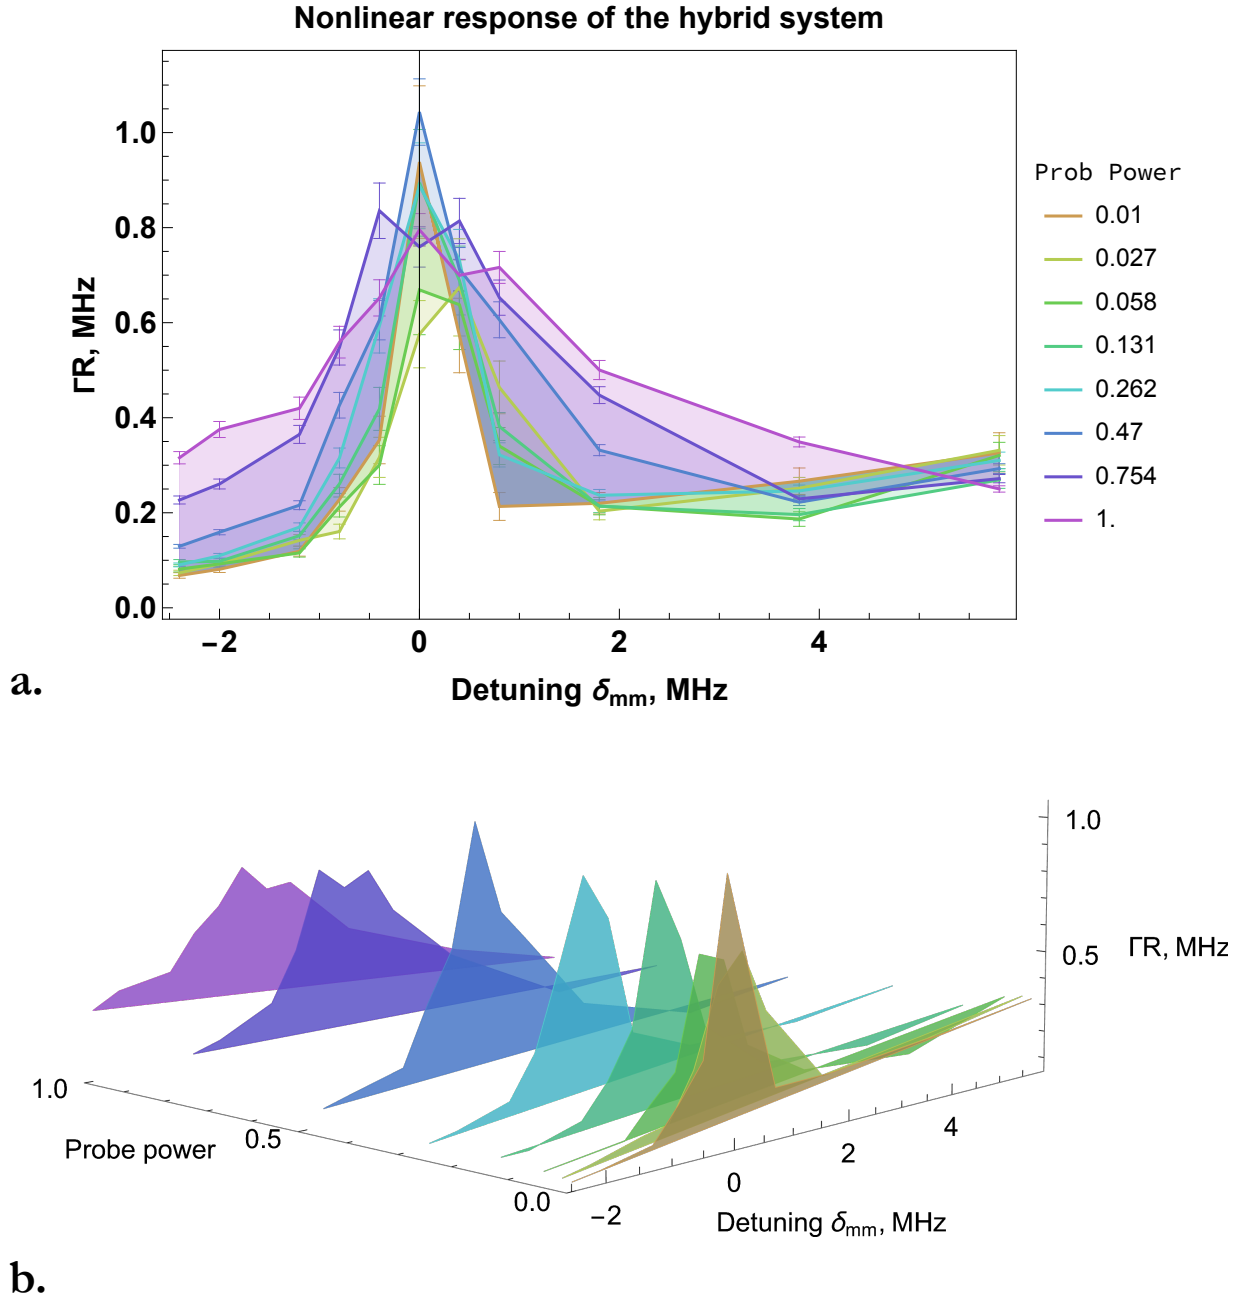 Nonlinear response of the hybrid system
1.0
0.8
0.6
0.4
0.2
0.0
ΓR, MHz
−2 0 2 4
Detuning δmm, MHz
Prob Power
0.01
0.027
0.058
0.131
0.262
0.47
0.754
1.
a.
1.0
0.5
ΓR, MHz
1.0
0.5
0.0
Probe power
−2
0
2
4
Detuning δmm, MHz
b.